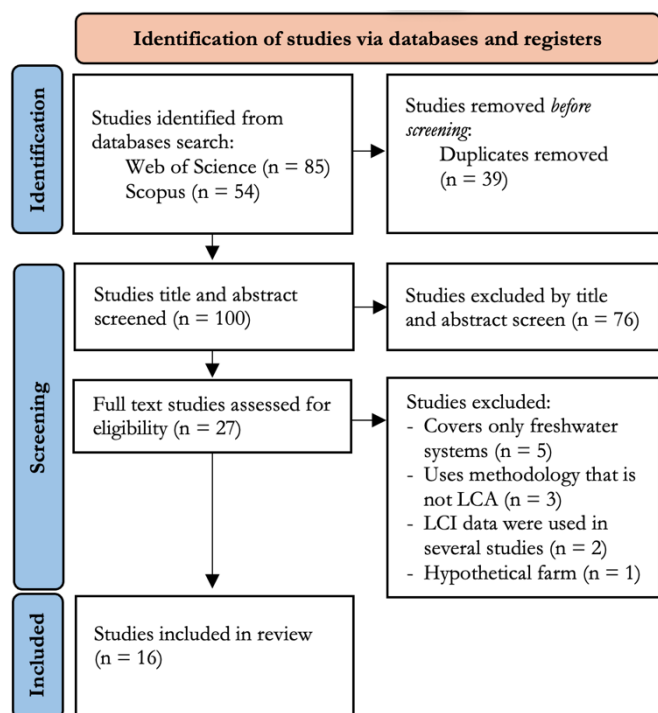 Identification of studies via databases and registers
Identification
Studies identified from
databases search:
Web of Science (n = 85)
Scopus (n = 54)
Studies removed before
screening:
Duplicates removed
(n = 39)
Screening
Studies title and abstract
screened (n = 100)
Studies excluded by title
and abstract screen (n = 76)
Full text studies assessed for
eligibility (n = 27)
Studies excluded:
- Covers only freshwater
systems (n = 5)
- Uses methodology that is
not LCA (n = 3)
- LCI data were used in
several studies (n = 2)
- Hypothetical farm (n = 1)
Included
Studies included in review
(n = 16)